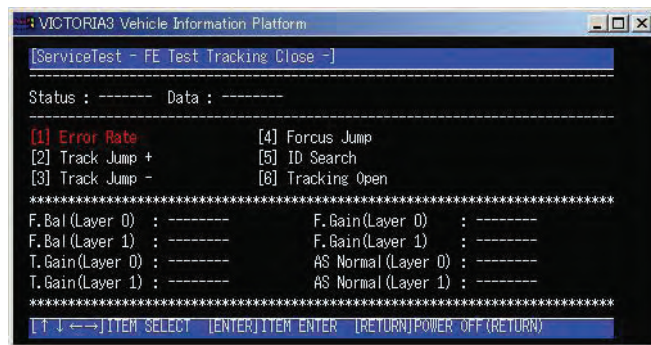 VICTORIA3 Vehicle Information Platform
[ServiceTest - FE Test Tracking Close -]
--------------------------------------------------------------------------------
Status : ------- Data : --------
--------------------------------------------------------------------------------
[1] Error Rate [4] Forcus Jump
[2] Track Jump + [5] ID Search
[3] Track Jump - [6] Tracking Open
********************************************************************************
F.Bal(Layer 0) : -------- F.Gain(Layer 0) : --------
F.Bal(Layer 1) : -------- F.Gain(Layer 1) : --------
T.Gain(Layer 0) : -------- AS Normal(Layer 0) : --------
T.Gain(Layer 1) : -------- AS Normal(Layer 1) : --------
********************************************************************************
[↑↓←→]ITEM SELECT [ENTER]ITEM ENTER [RETURN]POWER OFF(RETURN)